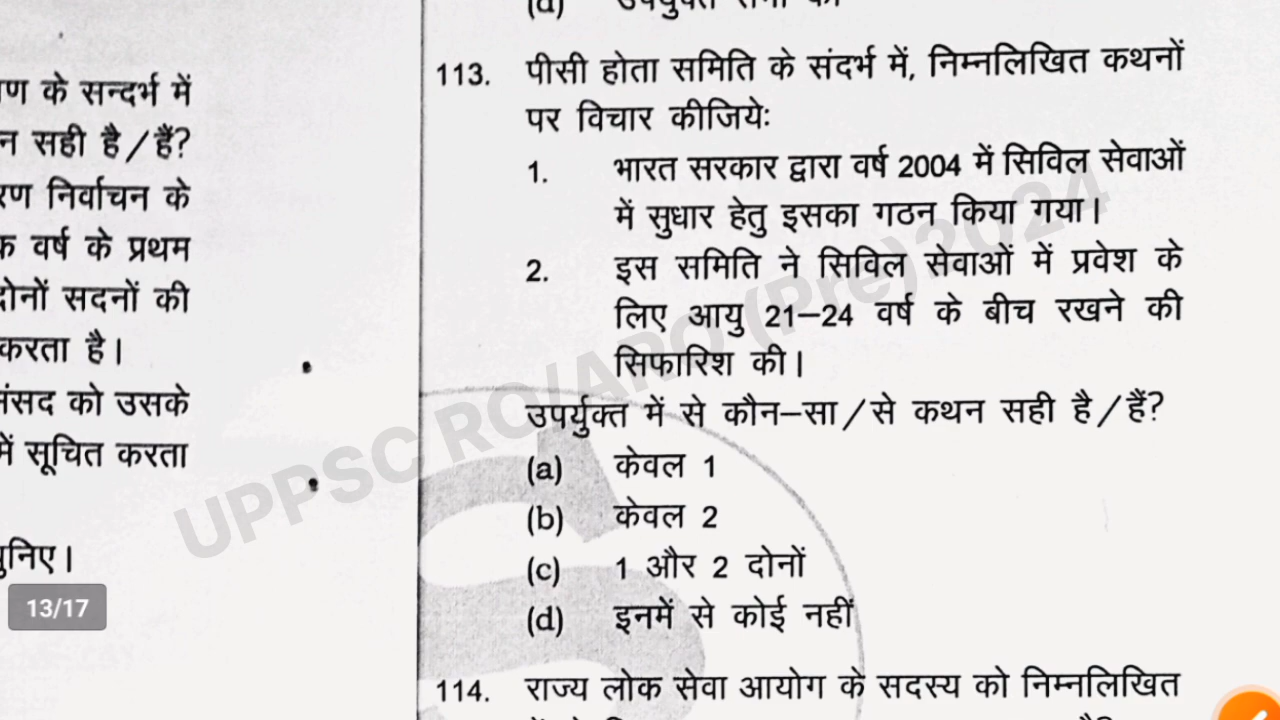 ण के सन्दर्भ में
न सही है/हैं?
रण निर्वाचन के
क वर्ष के प्रथम
दोनों सदनों की
करता है।
संसद को उसके
में सूचित करता
चुनिए।
13/17
(d)
113. पीसी होता समिति के संदर्भ में, निम्नलिखित कथनों
पर विचार कीजियेः
1. भारत सरकार द्वारा वर्ष 2004 में सिविल सेवाओं
में सुधार हेतु इसका गठन किया गया।
2. इस समिति ने सिविल सेवाओं में प्रवेश के
लिए आयु 21–24 वर्ष के बीच रखने की
सिफारिश की।
उपर्युक्त में से कौन–सा/से कथन सही है/हैं?
(a) केवल 1
(b) केवल 2
(c) 1 और 2 दोनों
(d) इनमें से कोई नहीं
114. राज्य लोक सेवा आयोग के सदस्य को निम्नलिखित
UPPSC RO/ARO (Pre) 2024